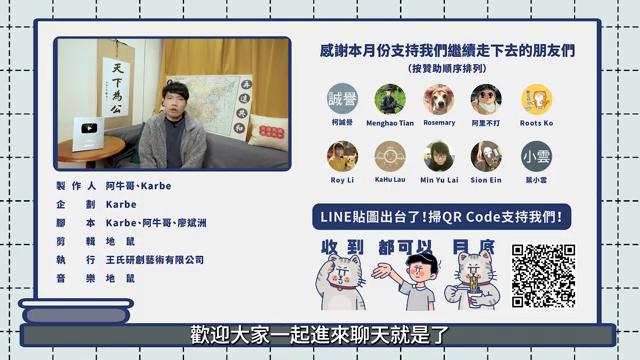 天下為公
再造共和
製作人 阿牛哥、Karbe
企劃 Karbe
腳本 Karbe、阿牛哥、廖斌洲
剪輯 地鼠
執行 王氏研創藝術有限公司
音樂 地鼠
感謝本月份支持我們繼續走下去的朋友們
（按贊助順序排列）
誠譽
柯誠譽 Menghao Tian Rosemary 阿里不打 Roots Ko
小雲
Roy Li KaHu Lau Min Yu Lai Sion Ein 葉小雲
LINE貼圖出台了！掃QR Code支持我們！
收到 都可以 月底
歡迎大家一起進來聊天就是了